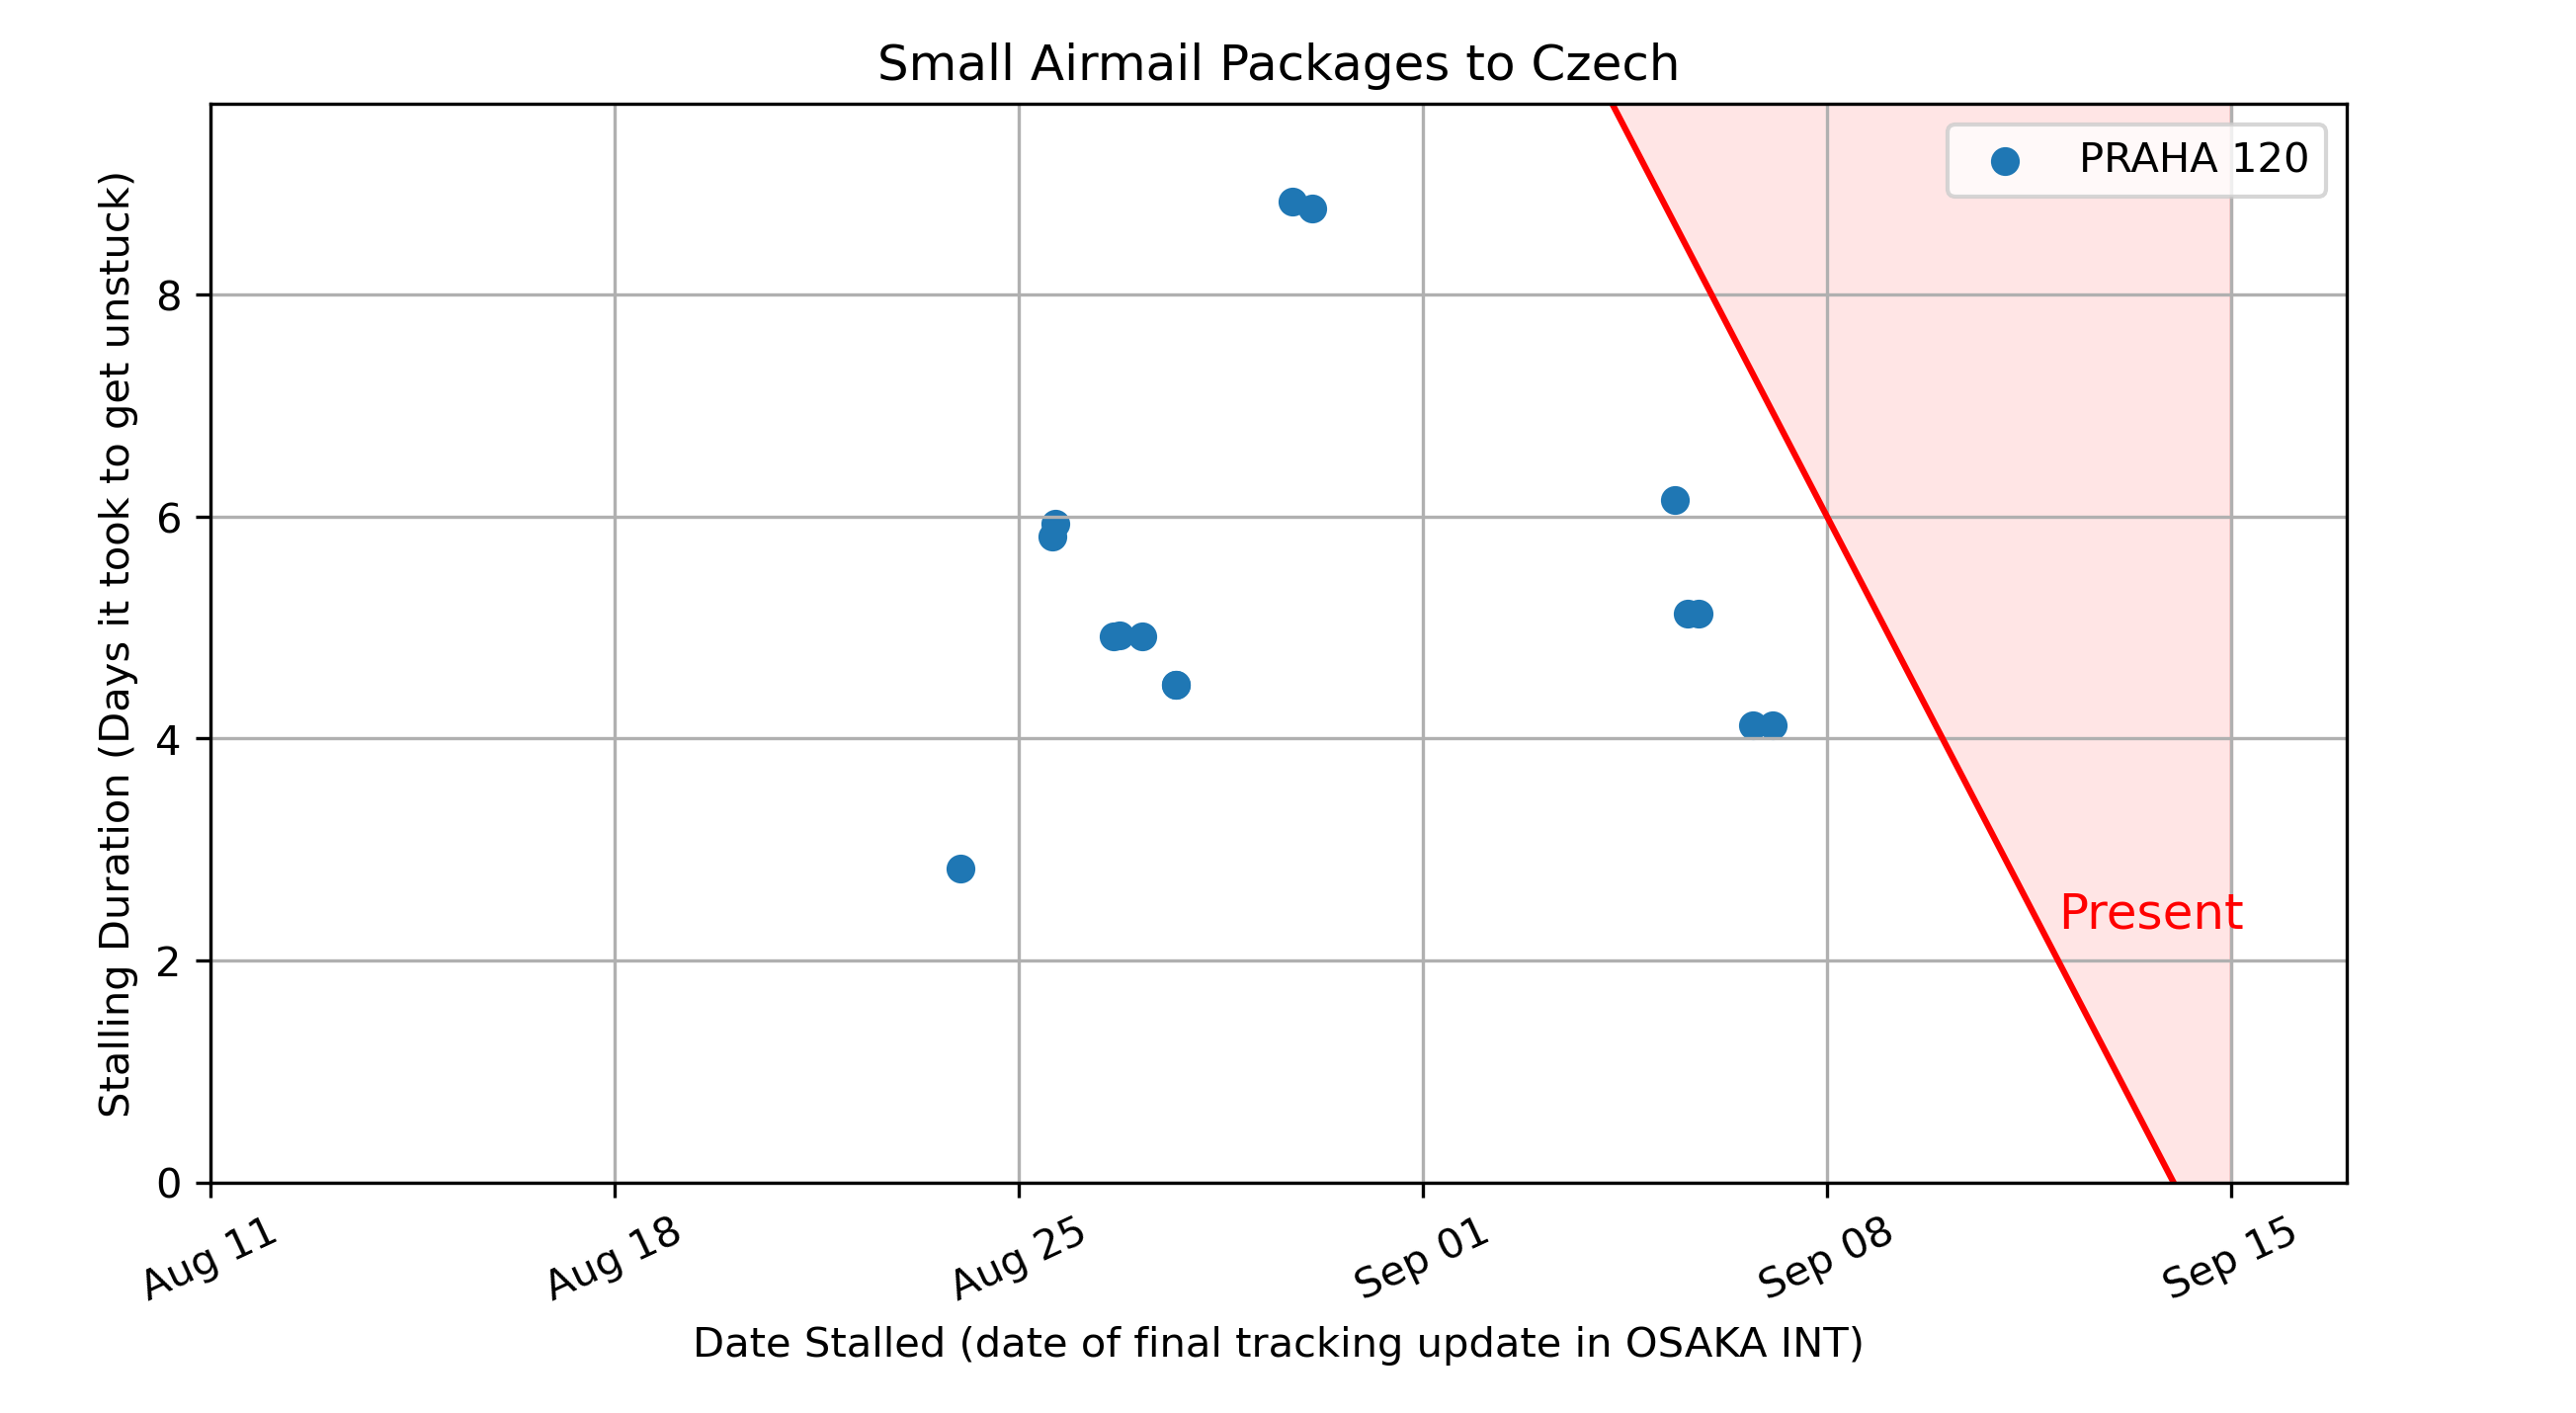 Small Airmail Packages to Czech
PRAHA 120
Stalling Duration (Days it took to get unstuck)
8
6
4
2
0
Present
Aug 11
Aug 18
Aug 25
Sep 01
Sep 08
Sep 15
Date Stalled (date of final tracking update in OSAKA INT)